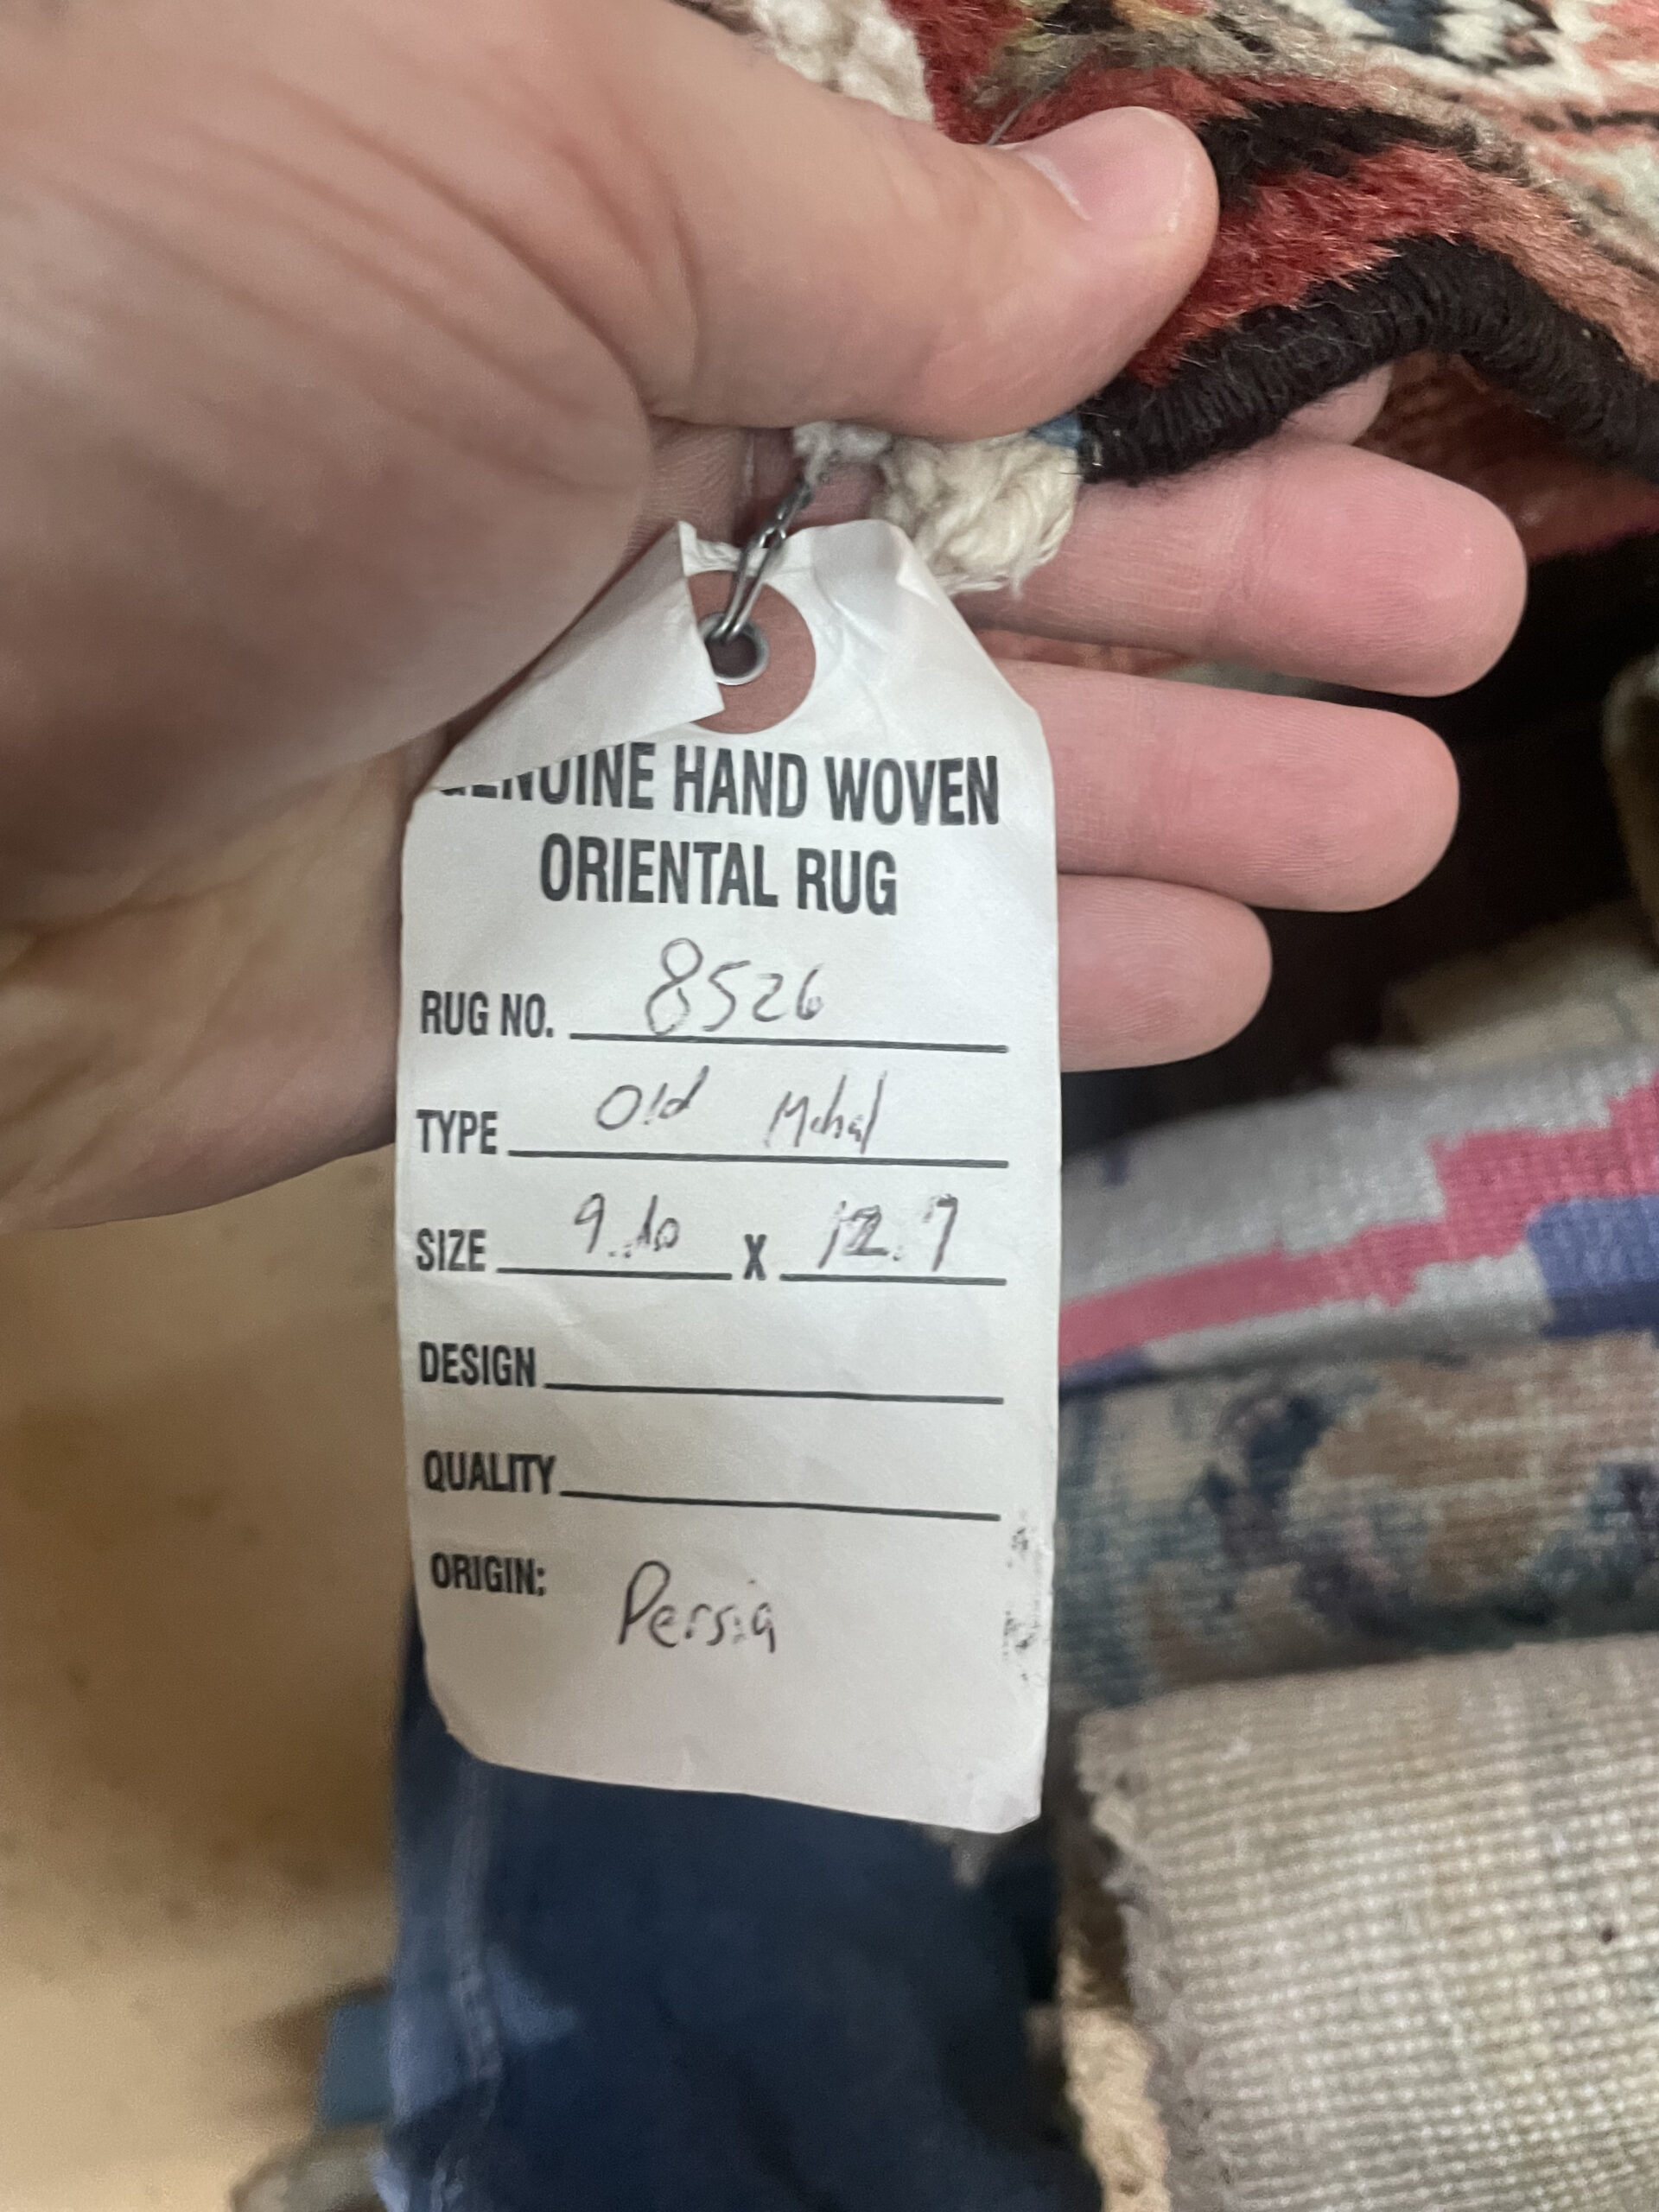 GENUINE HAND WOVEN
ORIENTAL RUG
RUG NO. 8526
TYPE Old Mahal
SIZE 9.10 X 12.7
DESIGN
QUALITY
ORIGIN: Persia